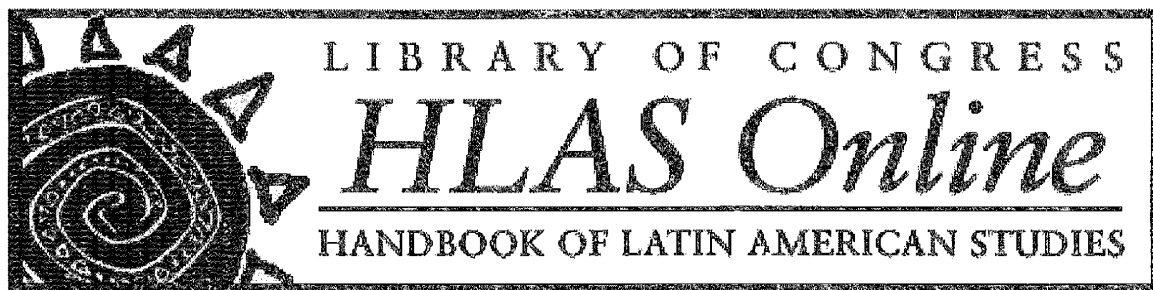 LIBRARY OF CONGRESS
HLAS Online
HANDBOOK OF LATIN AMERICAN STUDIES